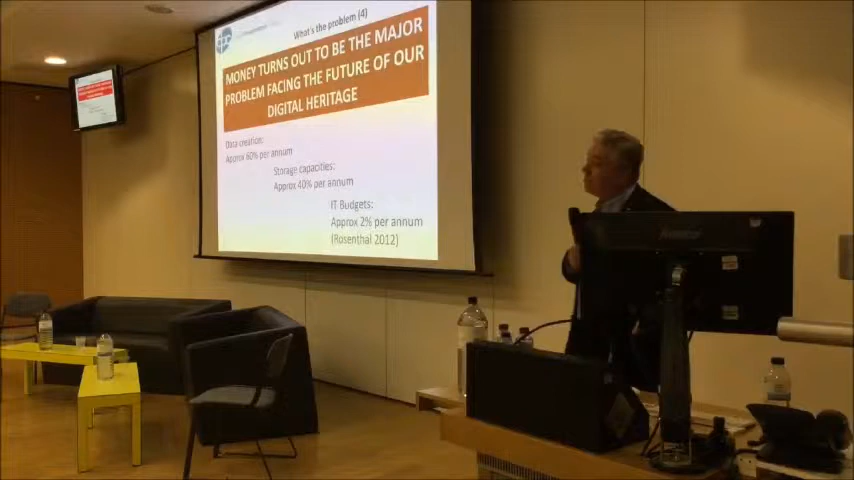 What's the problem (4)
MONEY TURNS OUT TO BE THE MAJOR
PROBLEM FACING THE FUTURE OF OUR
DIGITAL HERITAGE
Data creation:
Approx 60% per annum
Storage capacities:
Approx 40% per annum
IT Budgets:
Approx 2% per annum
(Rosenthal 2012)